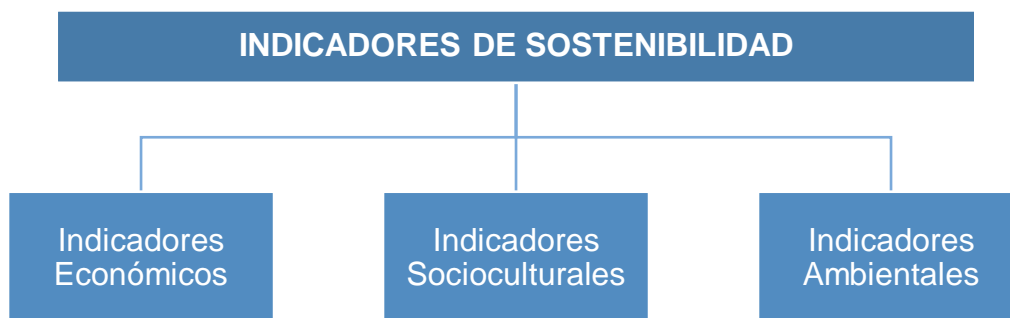 INDICADORES DE SOSTENIBILIDAD
Indicadores
Económicos
Indicadores
Socioculturales
Indicadores
Ambientales